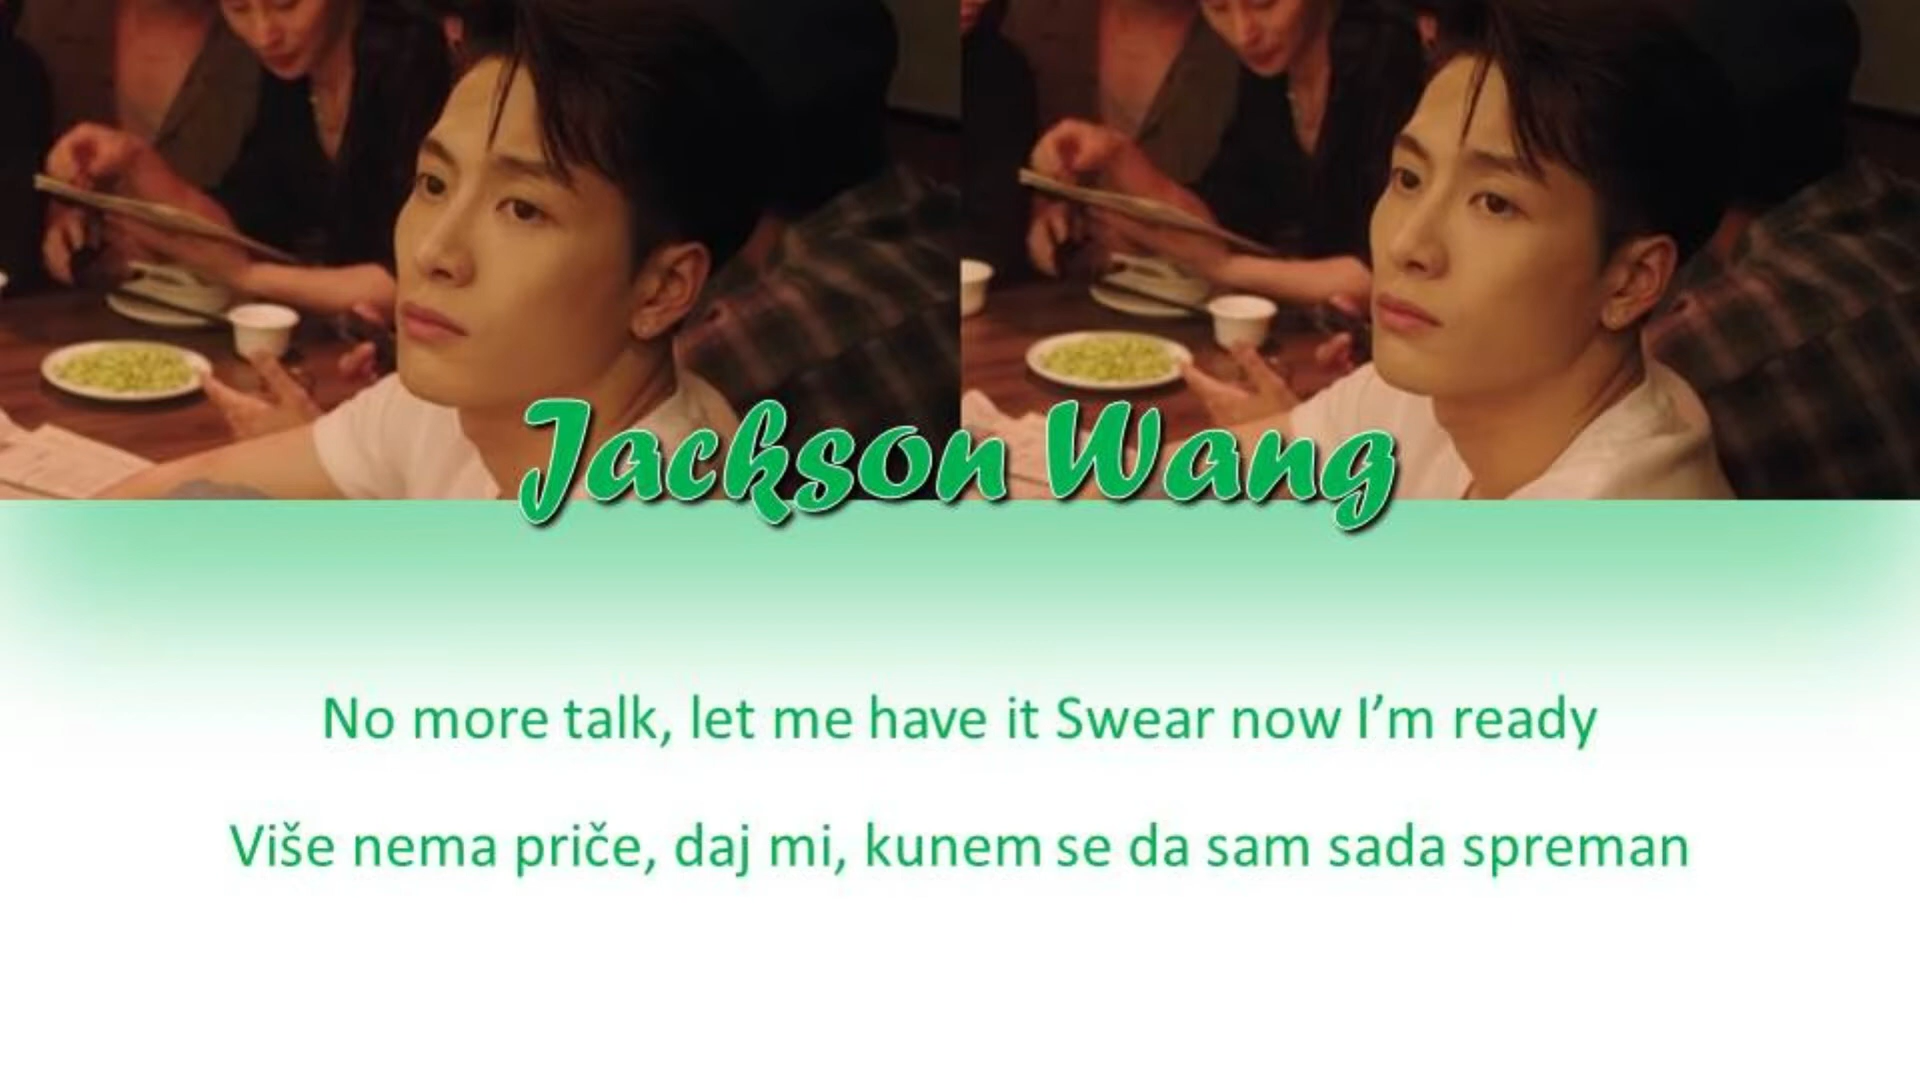 Jackson Wang
No more talk, let me have it Swear now I’m ready
Više nema priče, daj mi, kunem se da sam sada spreman